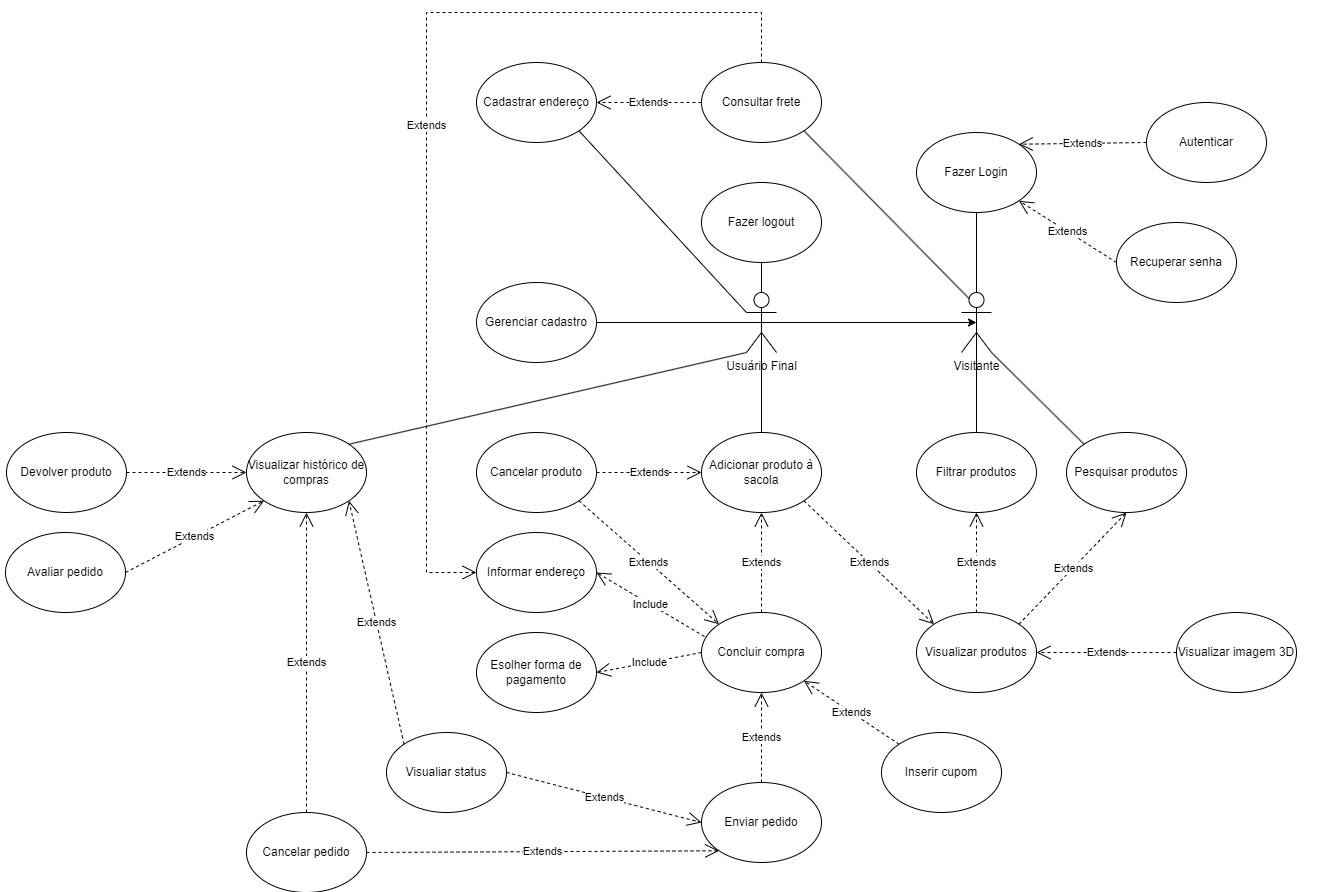 Cadastrar endereço
Extends
Consultar frete
Extends
Autenticar
Extends
Fazer Login
Fazer logout
Extends
Recuperar senha
Gerenciar cadastro
Usuário Final
Visitante
Devolver produto
Extends
Visualizar histórico de
compras
Cancelar produto
Extends
Adicionar produto à
sacola
Filtrar produtos
Pesquisar produtos
Extends
Avaliar pedido
Informar endereço
Extends
Extends
Extends
Extends
Extends
Include
Extends
Extends
Esolher forma de
pagamento
Include
Concluir compra
Visualizar produtos
Extends
Visualizar imagem 3D
Extends
Extends
Visualiar status
Inserir cupom
Extends
Enviar pedido
Cancelar pedido
Extends